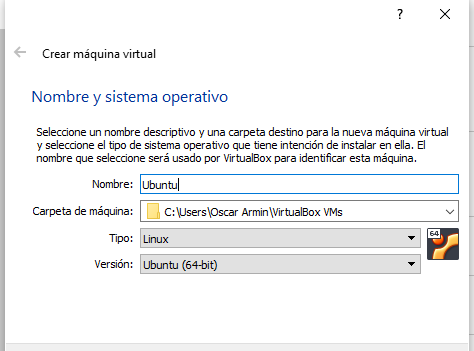 ?
Crear máquina virtual
Nombre y sistema operativo
Seleccione un nombre descriptivo y una carpeta destino para la nueva máquina virtual
y seleccione el tipo de sistema operativo que tiene intención de instalar en ella. El
nombre que seleccione será usado por VirtualBox para identificar esta máquina.
Nombre: Ubuntu
Carpeta de máquina: C:\Users\Oscar Armin\VirtualBox VMs
Tipo: Linux
64
Versión: Ubuntu (64-bit)